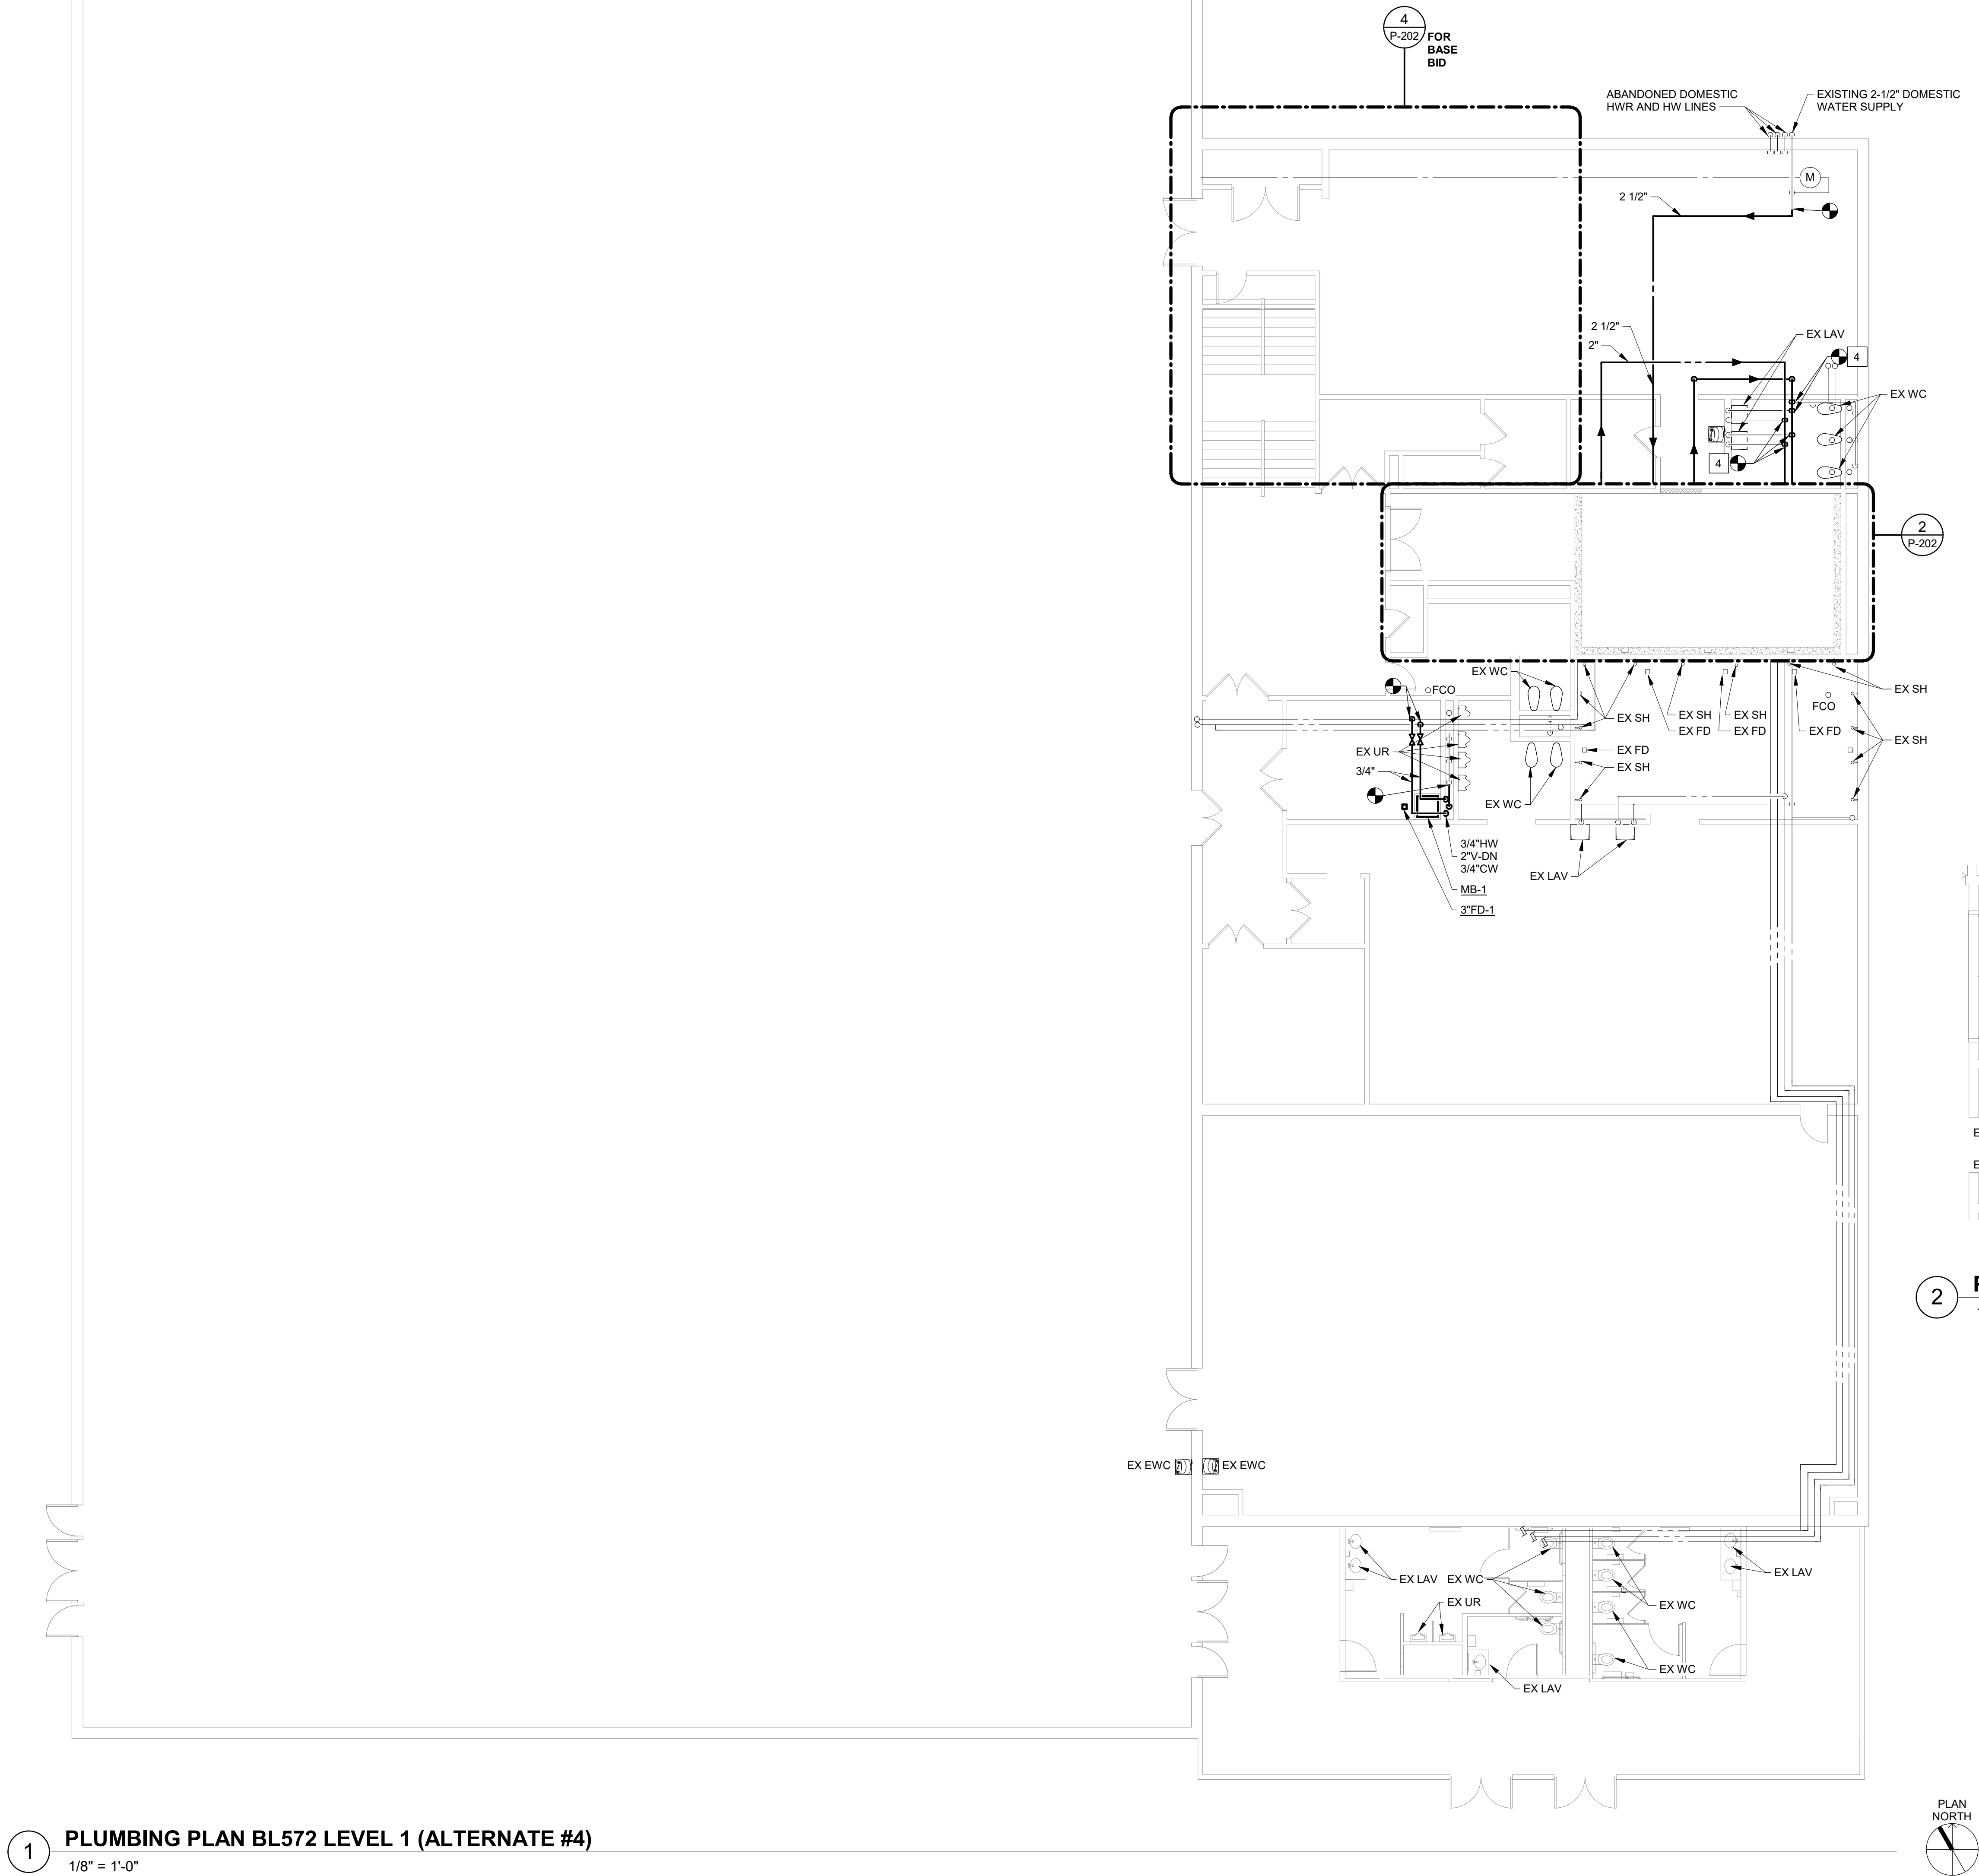 4
P-202
FOR
BASE
BID
ABANDONED DOMESTIC
HWR AND HW LINES
EXISTING 2-1/2" DOMESTIC
WATER SUPPLY
M
2 1/2"
2 1/2"
2"
EX LAV
4
EX WC
4
2
P-202
EX WC
FCO
EX SH
EX SH
EX FD
EX SH
EX FD
FCO
EX FD
EX SH
EX SH
EX UR
EX FD
3/4"
EX SH
EX WC
3/4"HW
2"V-DN
3/4"CW
EX LAV
MB-1
3"FD-1
E
E
2
EX EWC
EX EWC
EX LAV
EX WC
EX LAV
EX UR
EX WC
EX WC
EX LAV
PLAN
NORTH
1
PLUMBING PLAN BL572 LEVEL 1 (ALTERNATE #4)
1/8" = 1'-0"